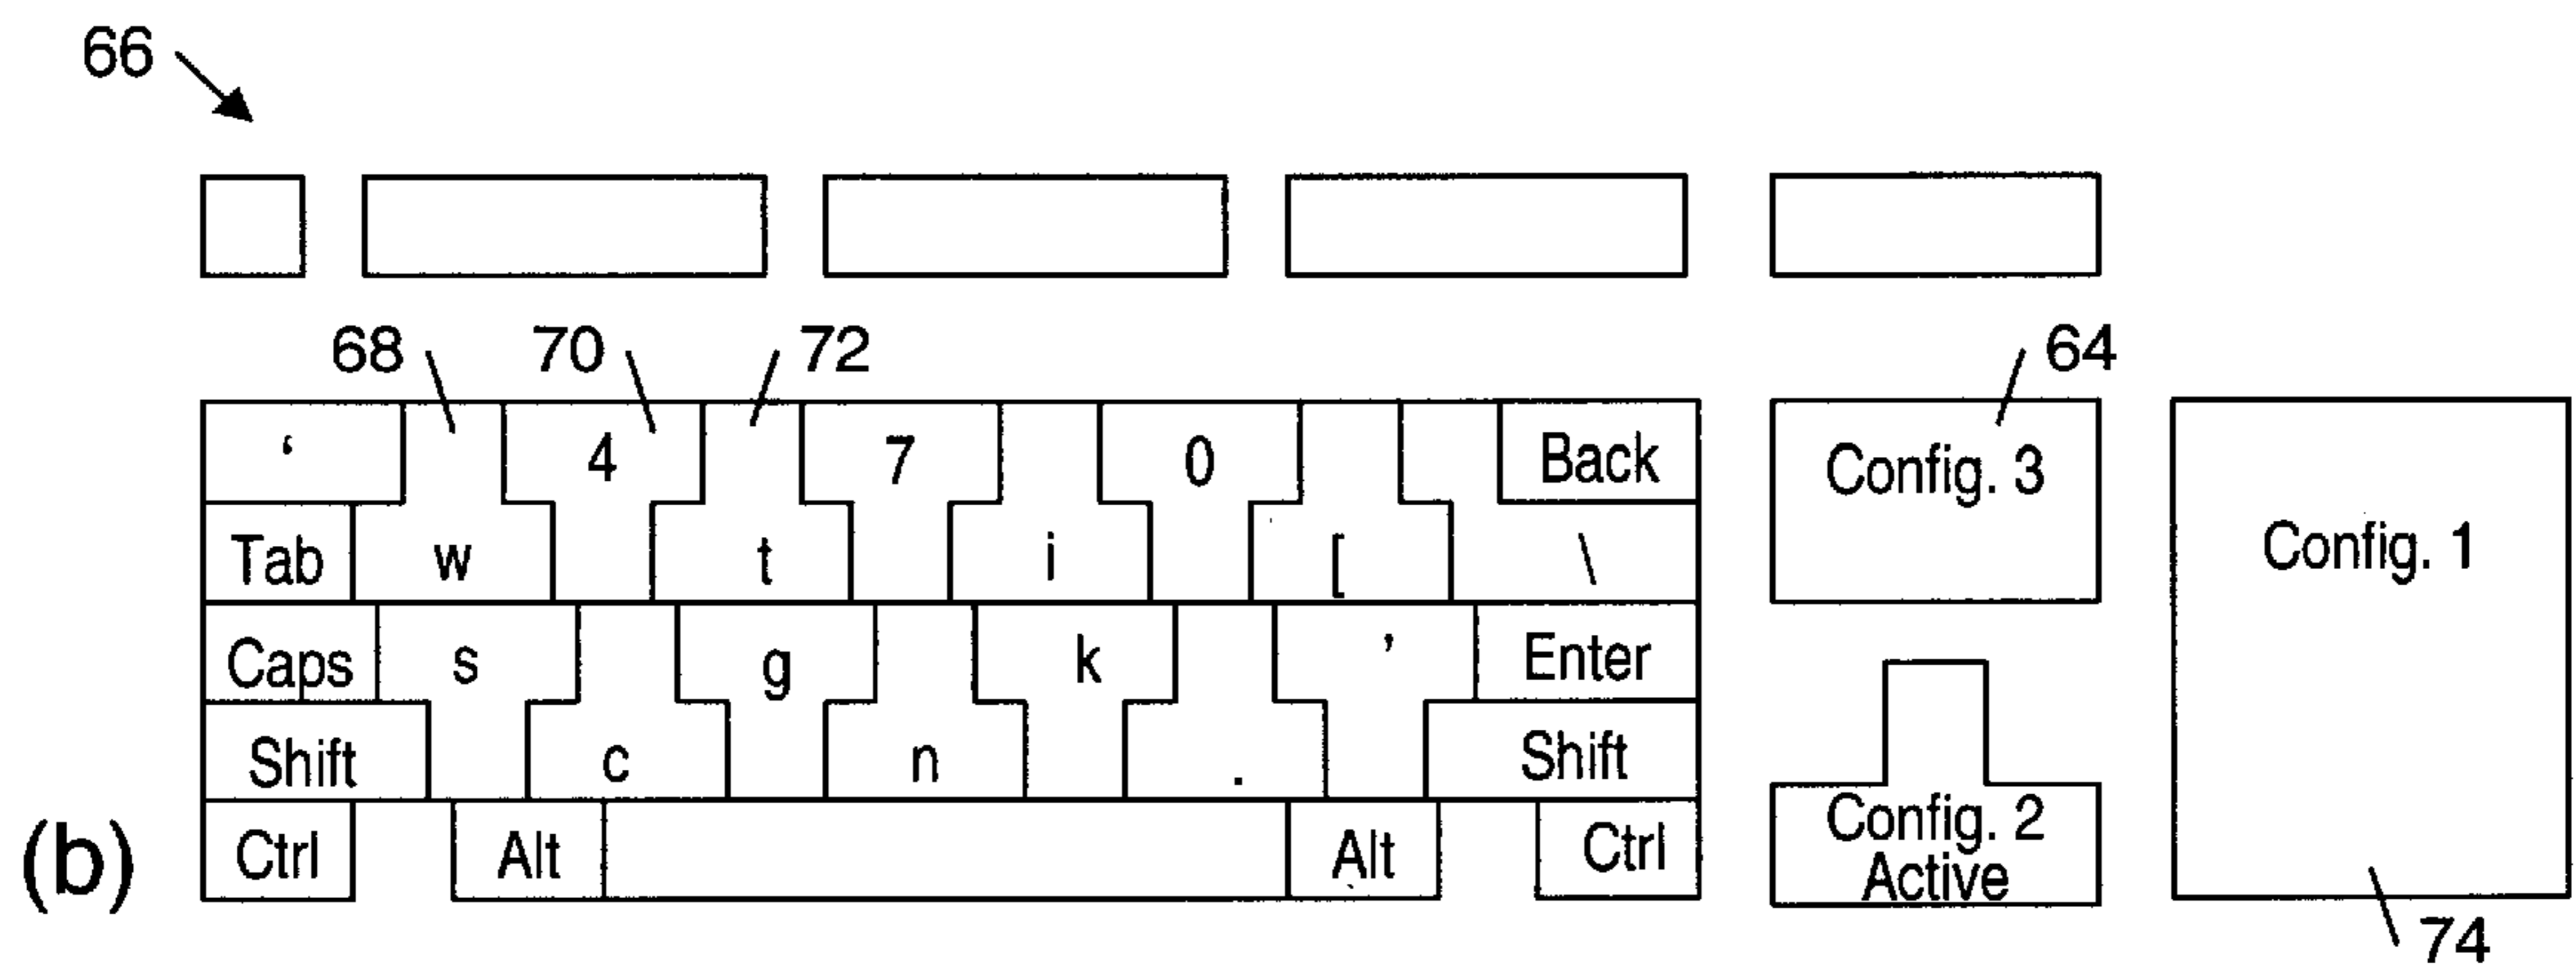 66
68 70 72 64
‘ 4 7 0 Back
Config. 3
Tab w t i [ \
Config. 1
Caps s g k ’ Enter
Shift c n . Shift
Config. 2
Active
(b) Ctrl Alt Alt Ctrl
74